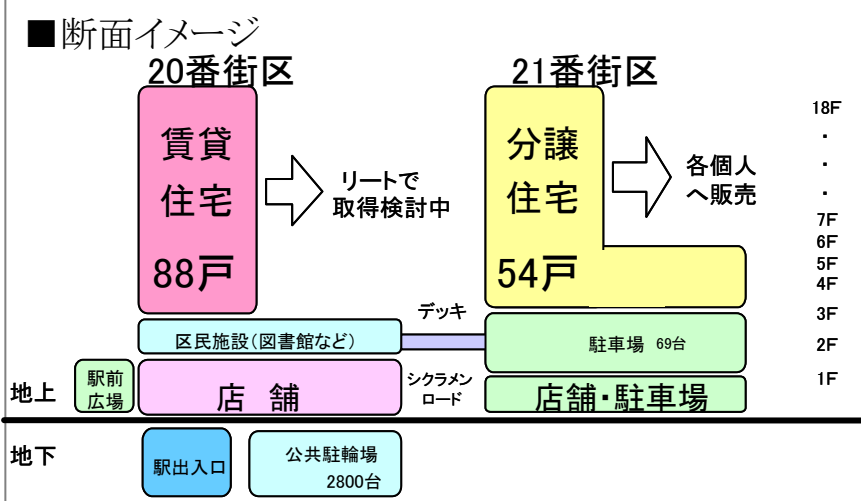 ■断面イメージ
20番街区
21番街区
賃貸
住宅
88戸
リートで
取得検討中
分譲
住宅
54戸
各個人
へ販売
18F
・
・
・
7F
6F
5F
4F
3F
2F
1F
デッキ
区民施設(図書館など)
駐車場 69台
地上
駅前
広場
店 舗
シクラメン
ロード
店舗・駐車場
地下
駅出入口
公共駐輪場
2800台